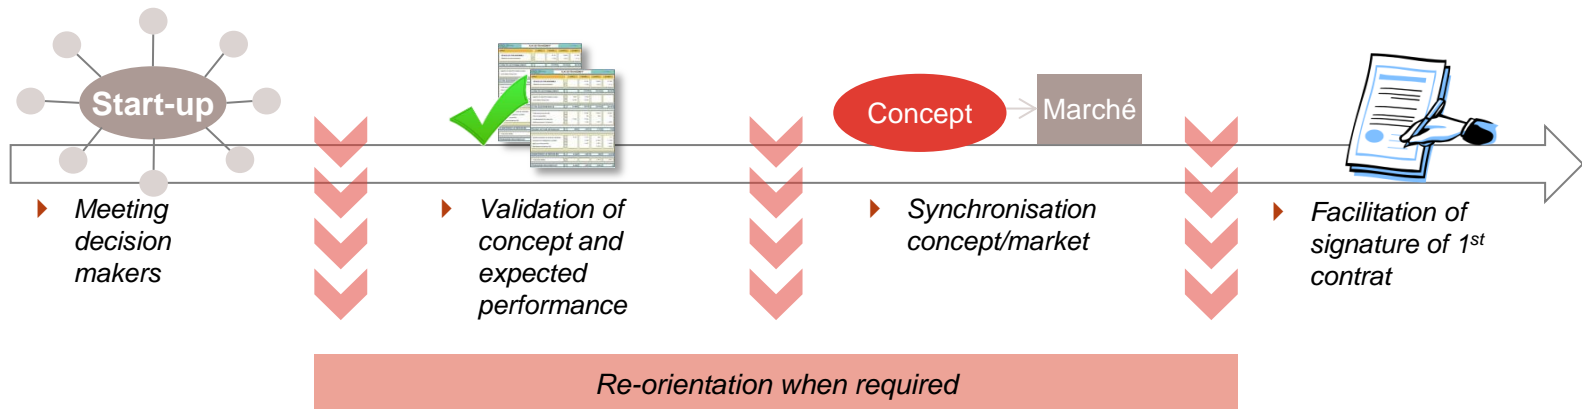 Start-up
Concept
Marché
Meeting
decision
makers
Validation of
concept and
expected
performance
Synchronisation
concept/market
Facilitation of
signature of 1st
contrat
Re-orientation when required